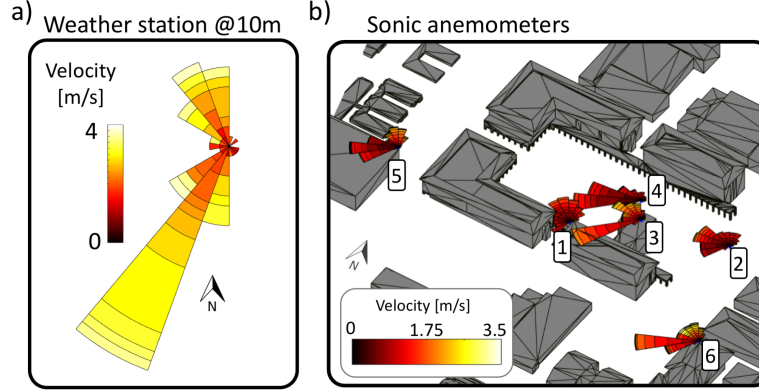 a)
Weather station @10m
Velocity
[m/s]
4
0
N
b)
Sonic anemometers
5
4
1
3
2
N
6
Velocity [m/s]
0 1.75 3.5